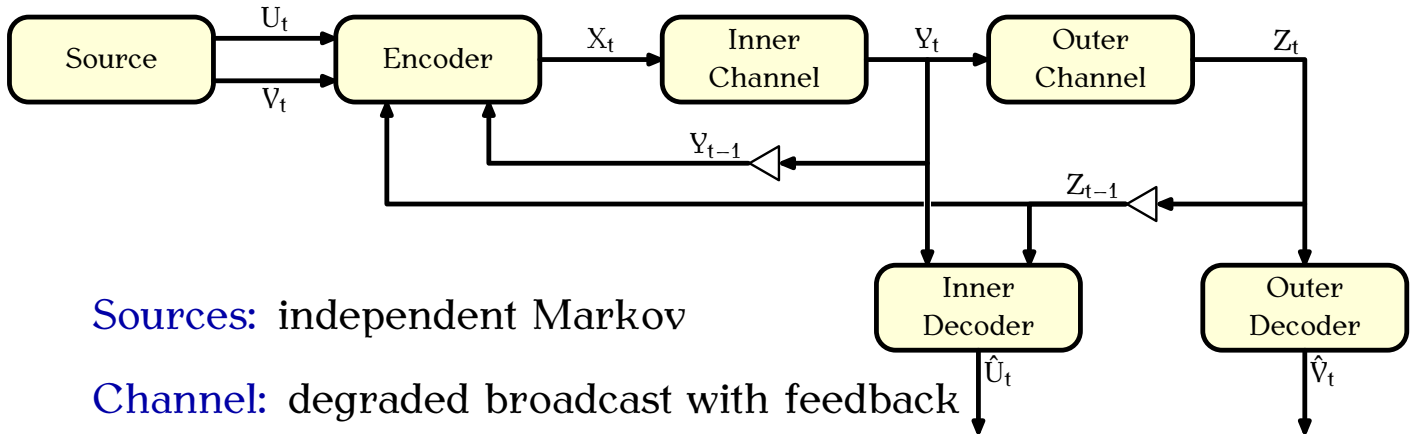 U_t
Source
V_t
Encoder
X_t
Inner
Channel
Y_t
Outer
Channel
Z_t
Y_{t-1}
Z_{t-1}
Inner
Decoder
Outer
Decoder
Sources: independent Markov
Û_t
V̂_t
Channel: degraded broadcast with feedback